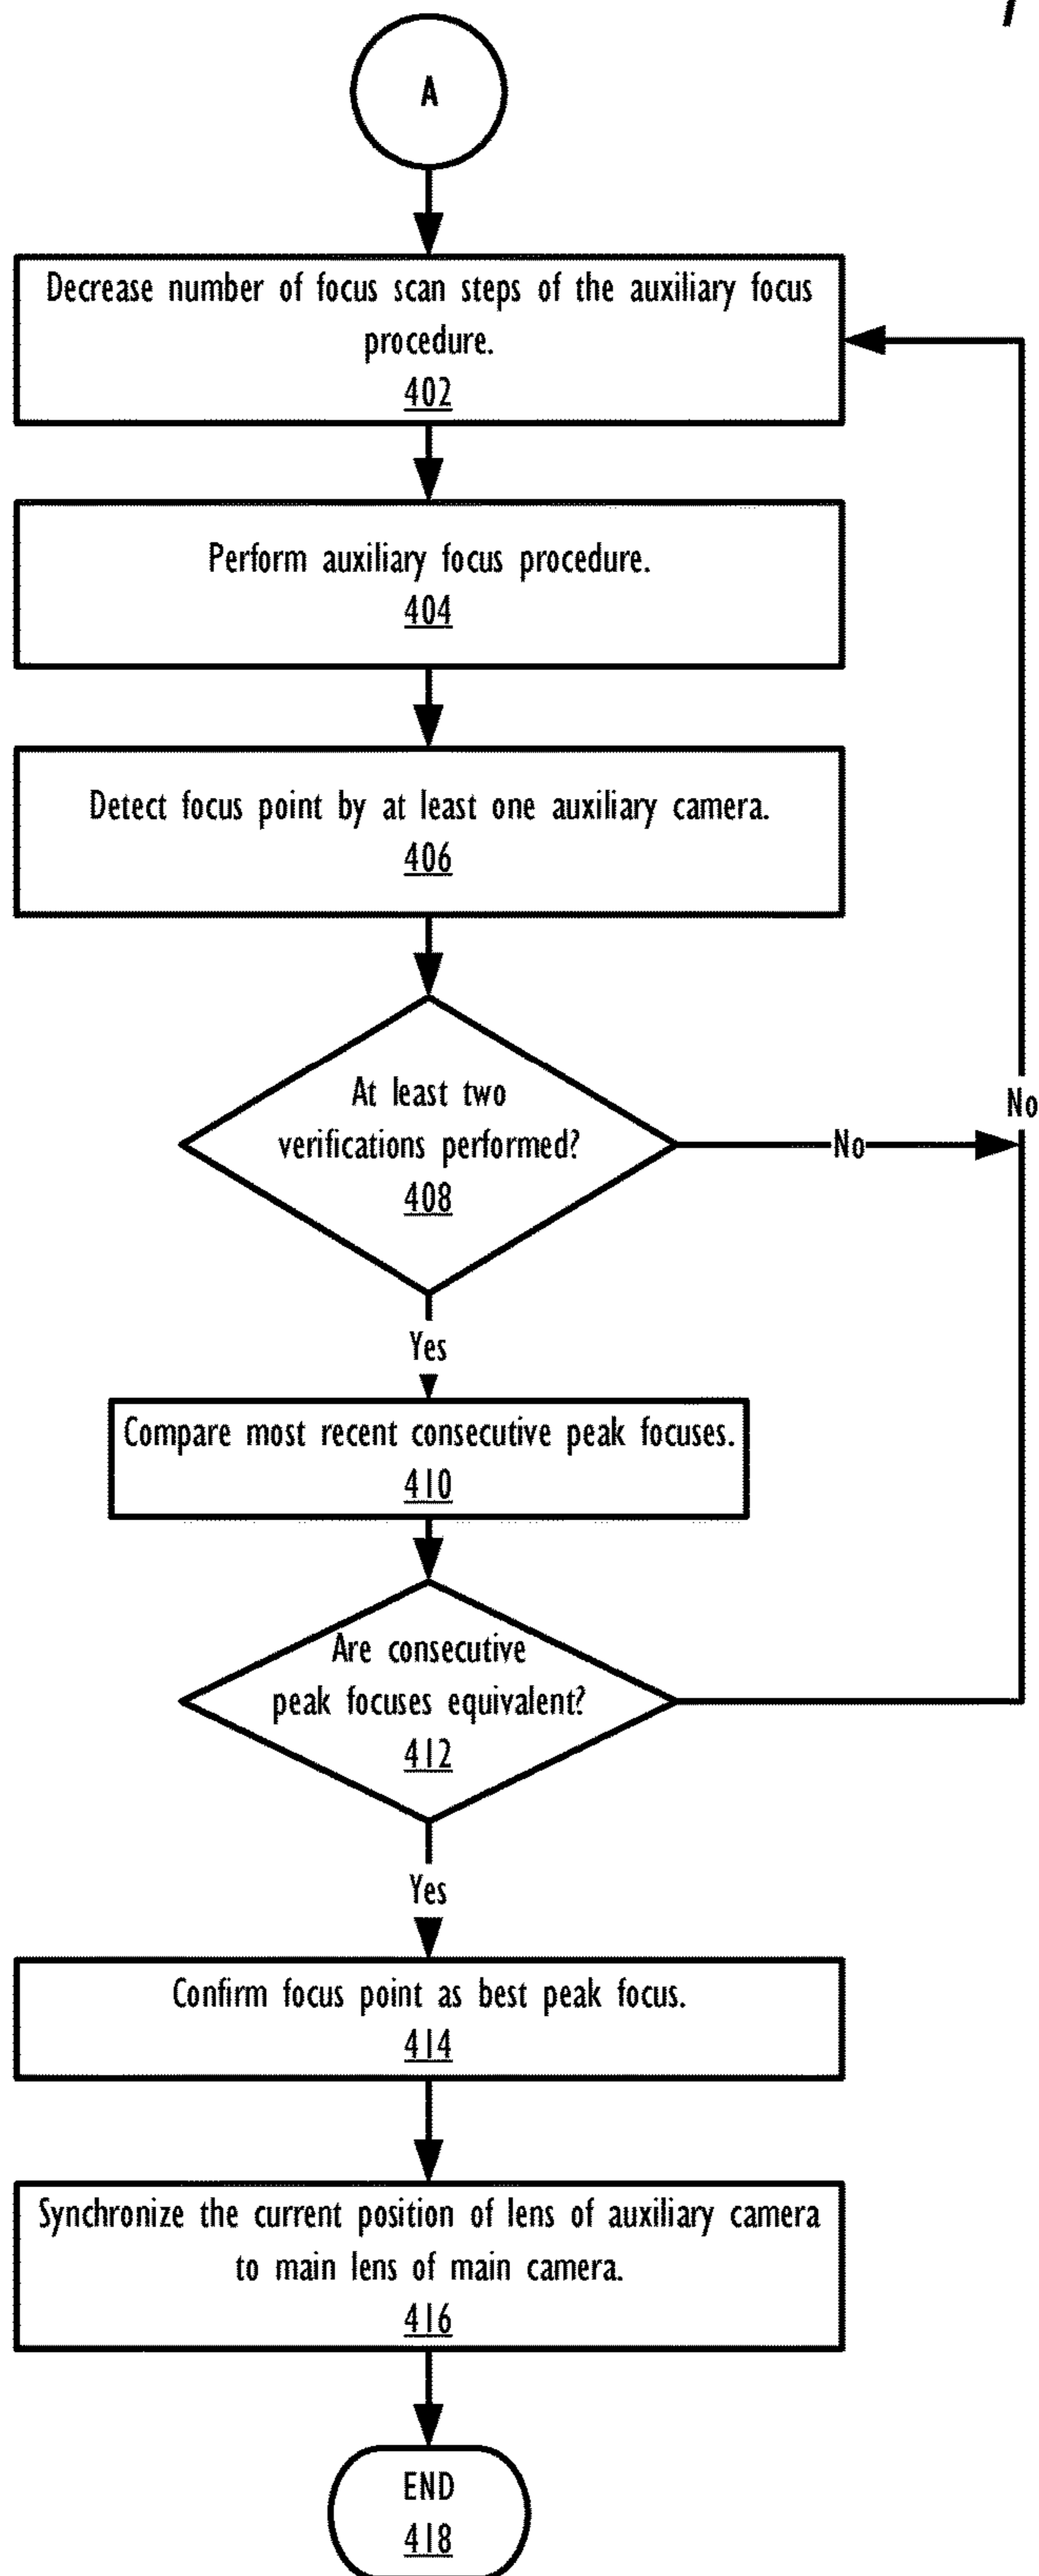 A
Decrease number of focus scan steps of the auxiliary focus
procedure.
402
Perform auxiliary focus procedure.
404
Detect focus point by at least one auxiliary camera.
406
At least two
verifications performed?
408
No
No
Yes
Compare most recent consecutive peak focuses.
410
Are consecutive
peak focuses equivalent?
412
Yes
Confirm focus point as best peak focus.
414
Synchronize the current position of lens of auxiliary camera
to main lens of main camera.
416
END
418